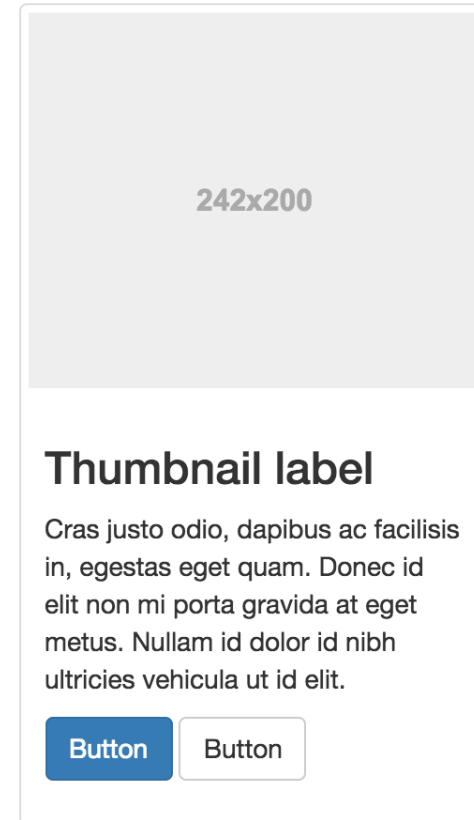 242x200
Thumbnail label
Cras justo odio, dapibus ac facilisis
in, egestas eget quam. Donec id
elit non mi porta gravida at eget
metus. Nullam id dolor id nibh
ultricies vehicula ut id elit.
Button Button